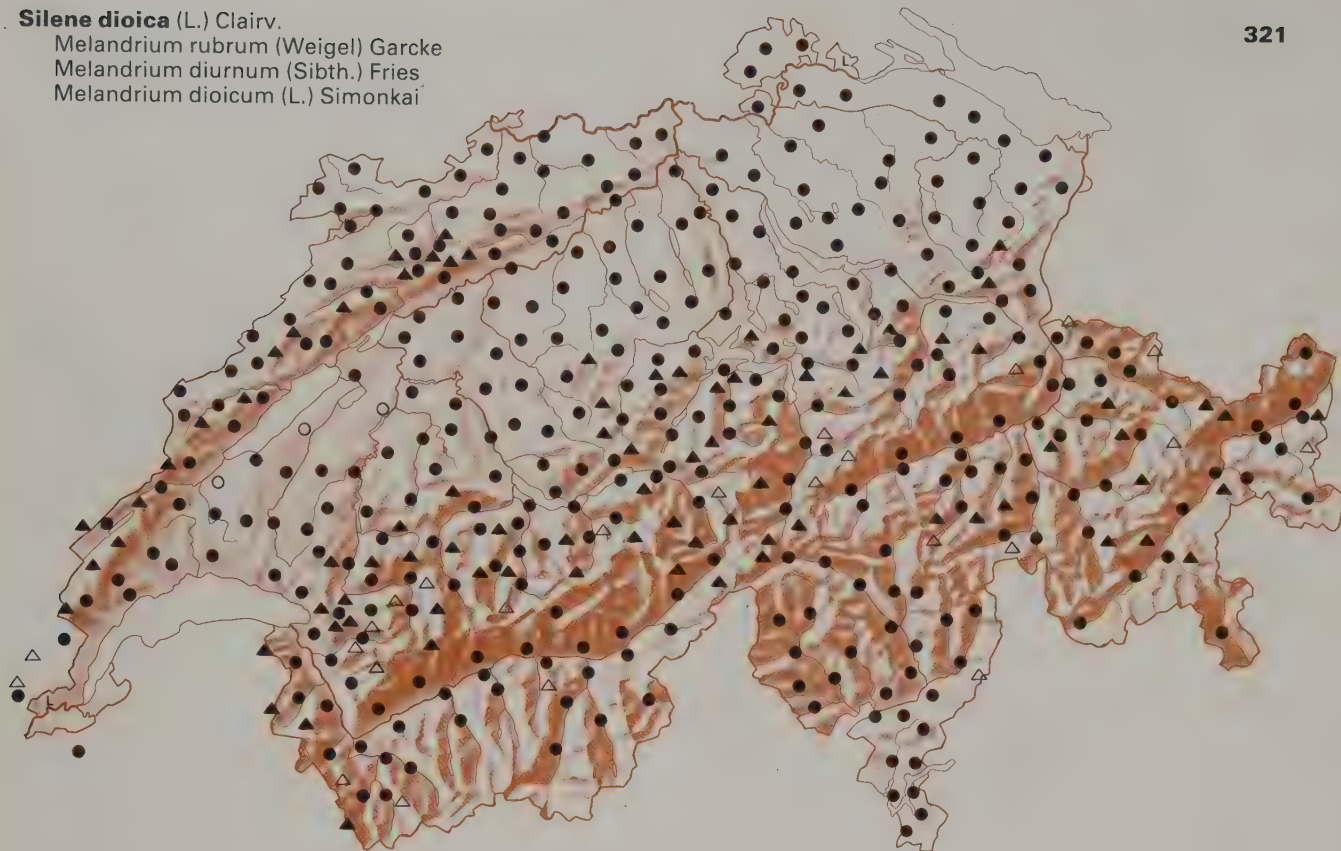 Silene dioica (L.) Clairv.
Melandrium rubrum (Weigel) Garcke
Melandrium diurnum (Sibth.) Fries
Melandrium dioicum (L.) Simonkai
321
L
L